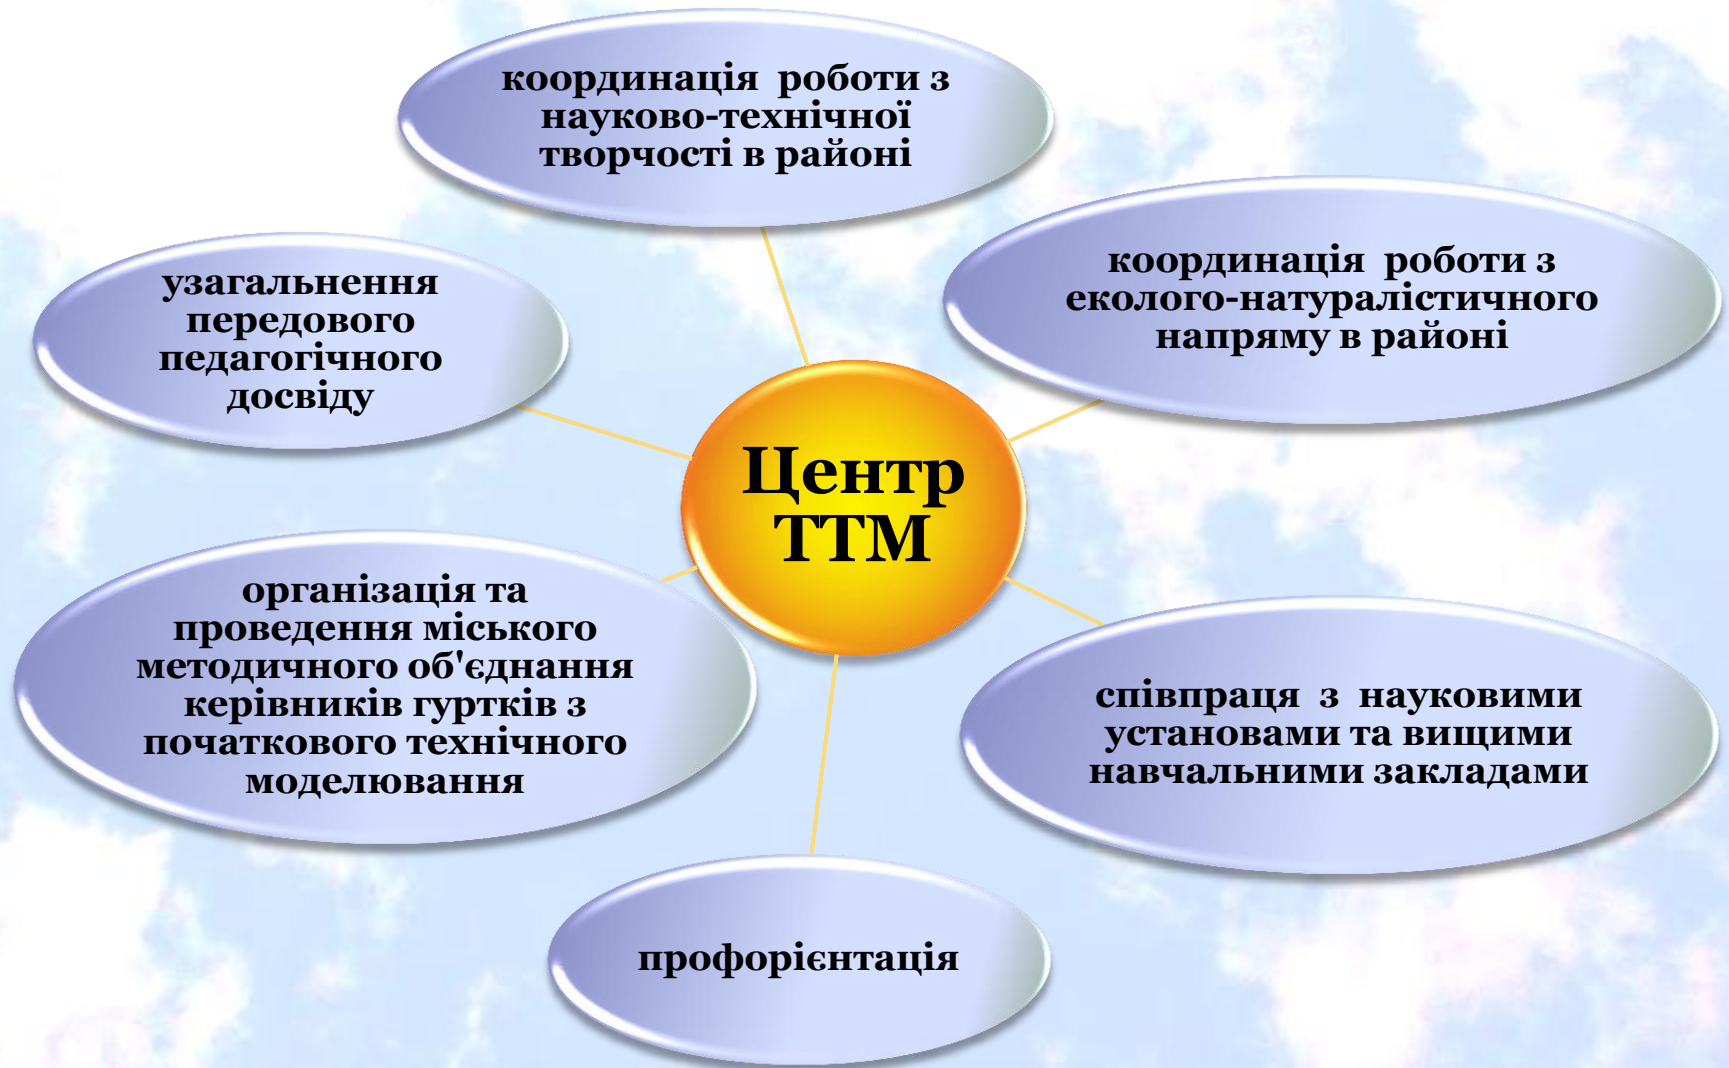 координація  роботи з
науково-технічної
творчості в районі
координація  роботи з
еколого-натуралістичного
напряму в районі
узагальнення
передового
педагогічного
досвіду
Центр
ТТМ
організація та
проведення міського
методичного об'єднання
керівників гуртків з
початкового технічного
моделювання
співпраця  з  науковими
установами та вищими
навчальними закладами
профорієнтація